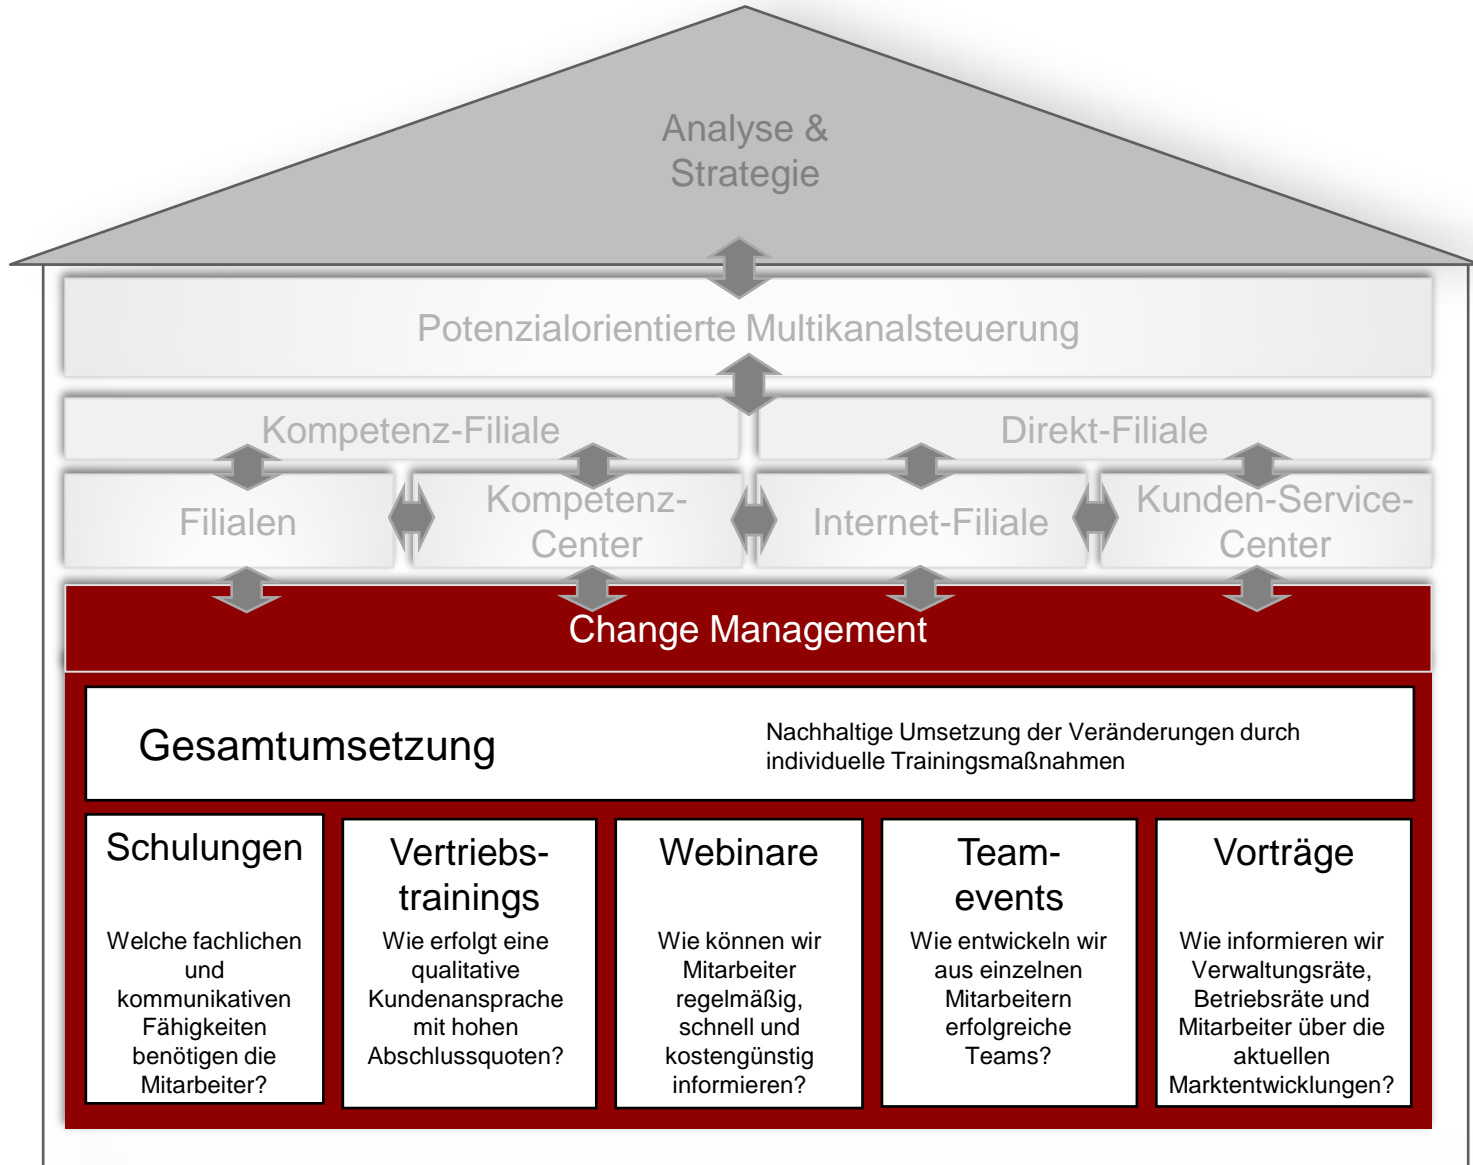 Analyse &
Strategie
Potenzialorientierte Multikanalsteuerung
Kompetenz-Filiale
Direkt-Filiale
Filialen
Kompetenz-
Center
Internet-Filiale
Kunden-Service-
Center
Change Management
Gesamtumsetzung
Nachhaltige Umsetzung der Veränderungen durch
individuelle Trainingsmaßnahmen
Schulungen
Welche fachlichen
und
kommunikativen
Fähigkeiten
benötigen die
Mitarbeiter?
Vertriebs-
trainings
Wie erfolgt eine
qualitative
Kundenansprache
mit hohen
Abschlussquoten?
Webinare
Wie können wir
Mitarbeiter
regelmäßig,
schnell und
kostengünstig
informieren?
Team-
events
Wie entwickeln wir
aus einzelnen
Mitarbeitern
erfolgreiche
Teams?
Vorträge
Wie informieren wir
Verwaltungsräte,
Betriebsräte und
Mitarbeiter über die
aktuellen
Marktentwicklungen?